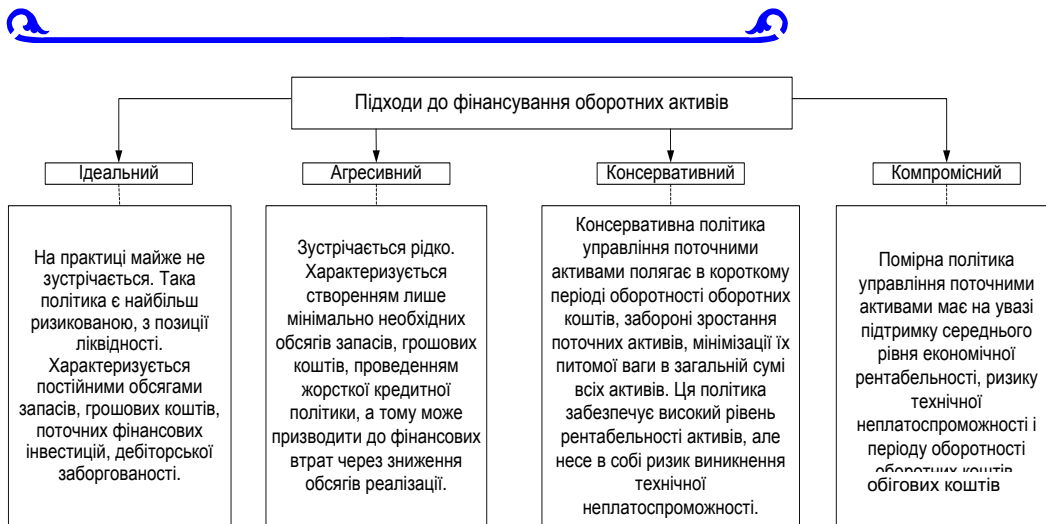 Підходи до фінансування оборотних активів
Ідеальний
Агресивний
Консервативний
Компромісний
На практиці майже не
зустрічається. Така
політика є найбільш
ризикованою, з позиції
ліквідності.
Характеризується
постійними обсягами
запасів, грошових коштів,
поточних фінансових
інвестицій, дебіторської
заборгованості.
Зустрічається рідко.
Характеризується
створенням лише
мінімально необхідних
обсягів запасів, грошових
коштів, проведенням
жорсткої кредитної
політики, а тому може
призводити до фінансових
втрат через зниження
обсягів реалізації.
Консервативна політика
управління поточними
активами полягає в короткому
періоді оборотності оборотних
коштів, забороні зростання
поточних активів, мінімізації їх
питомої ваги в загальній сумі
всіх активів. Ця політика
забезпечує високий рівень
рентабельності активів, але
несе в собі ризик виникнення
технічної
неплатоспроможності.
Помірна політика
управління поточними
активами має на увазі
підтримку середнього
рівня економічної
рентабельності, ризику
технічної
неплатоспроможності і
періоду оборотності
оборотних коштів
обігових коштів